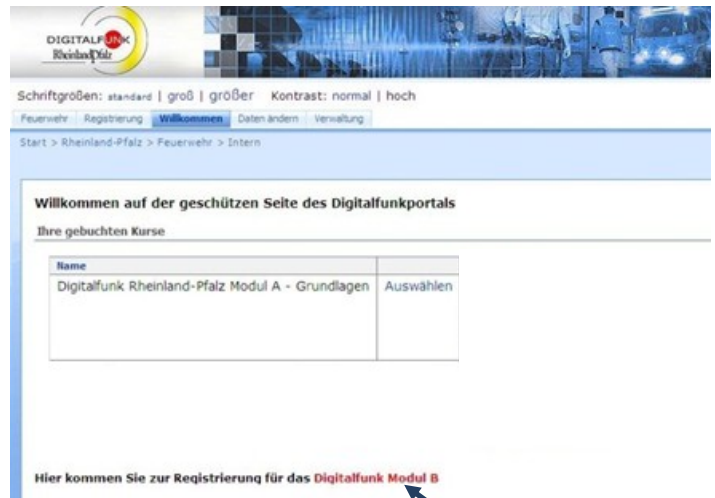 DIGITALFUNK
Rheinland Pfalz
Schriftgrößen: standard | groß | größer Kontrast: normal | hoch
Feuerwehr Registrierung Willkommen Daten ändern Verwaltung
Start > Rheinland-Pfalz > Feuerwehr > Intern
Willkommen auf der geschützen Seite des Digitalfunkportals
Ihre gebuchten Kurse
Name
Digitalfunk Rheinland-Pfalz Modul A - Grundlagen Auswählen
Hier kommen Sie zur Registrierung für das Digitalfunk Modul B